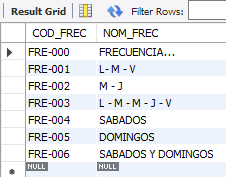 Result Grid Filter Rows:
COD_FREC NOM_FREC
FRE-000 FRECUENCIA...
FRE-001 L - M - V
FRE-002 M - J
FRE-003 L - M - M - J - V
FRE-004 SABADOS
FRE-005 DOMINGOS
FRE-006 SABADOS Y DOMINGOS
NULL NULL